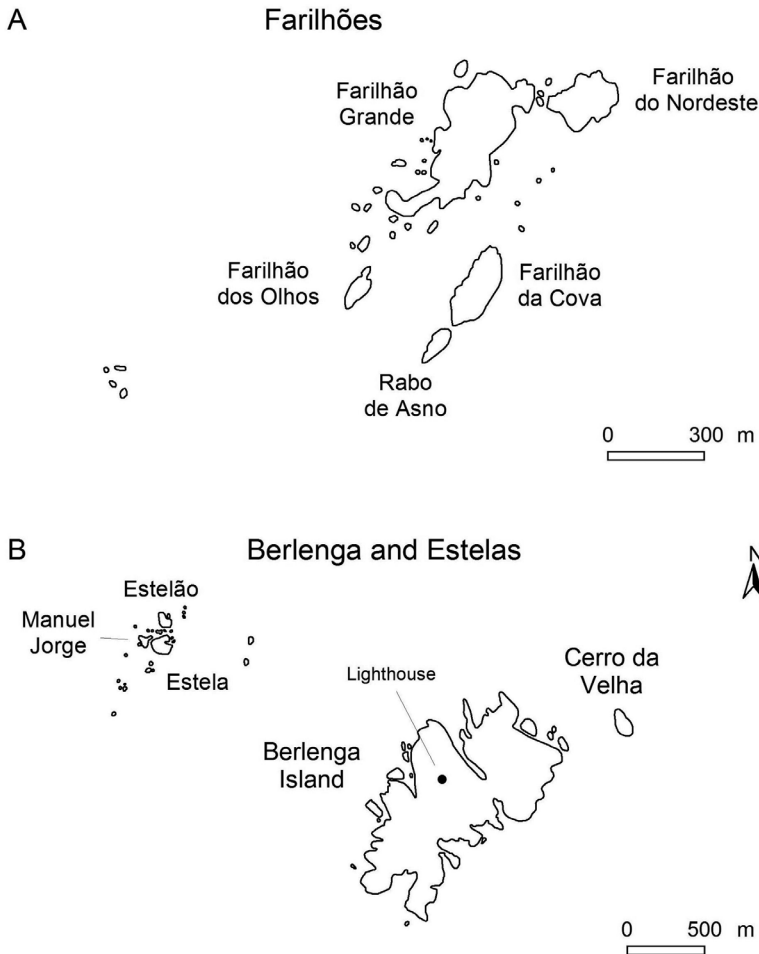 A
Farilhões
Farilhão
Grande
Farilhão
do Nordeste
Farilhão
dos Olhos
Farilhão
da Cova
Rabo
de Asno
0 300 m
B
Berlenga and Estelas
N
Estelão
Manuel
Jorge
Estela
Lighthouse
Cerro da
Velha
Berlenga
Island
0 500 m